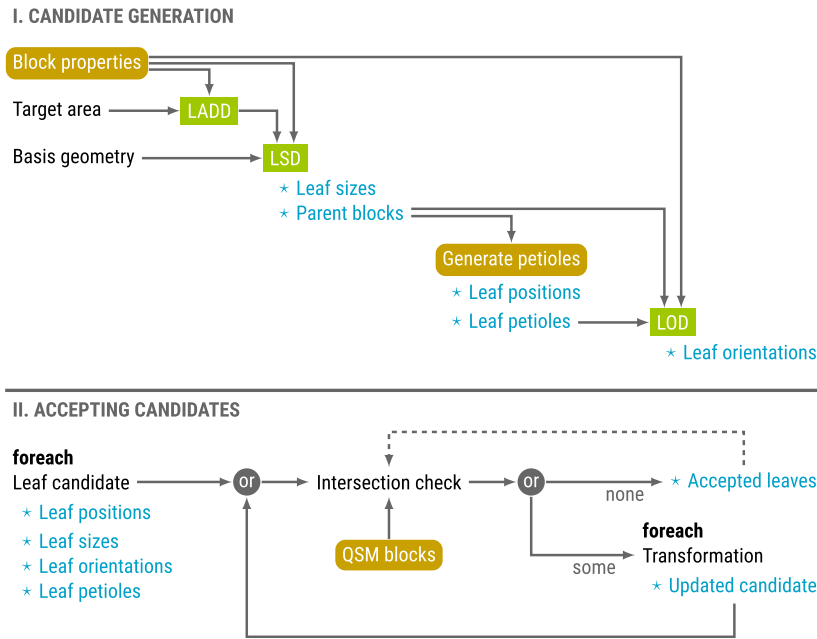 I. CANDIDATE GENERATION
Block properties
Target area
LADD
Basis geometry
LSD
* Leaf sizes
* Parent blocks
Generate petioles
* Leaf positions
* Leaf petioles
LOD
* Leaf orientations
II. ACCEPTING CANDIDATES
foreach
Leaf candidate
or
Intersection check
or
none
* Accepted leaves
* Leaf positions
* Leaf sizes
* Leaf orientations
* Leaf petioles
QSM blocks
some
foreach
Transformation
* Updated candidate